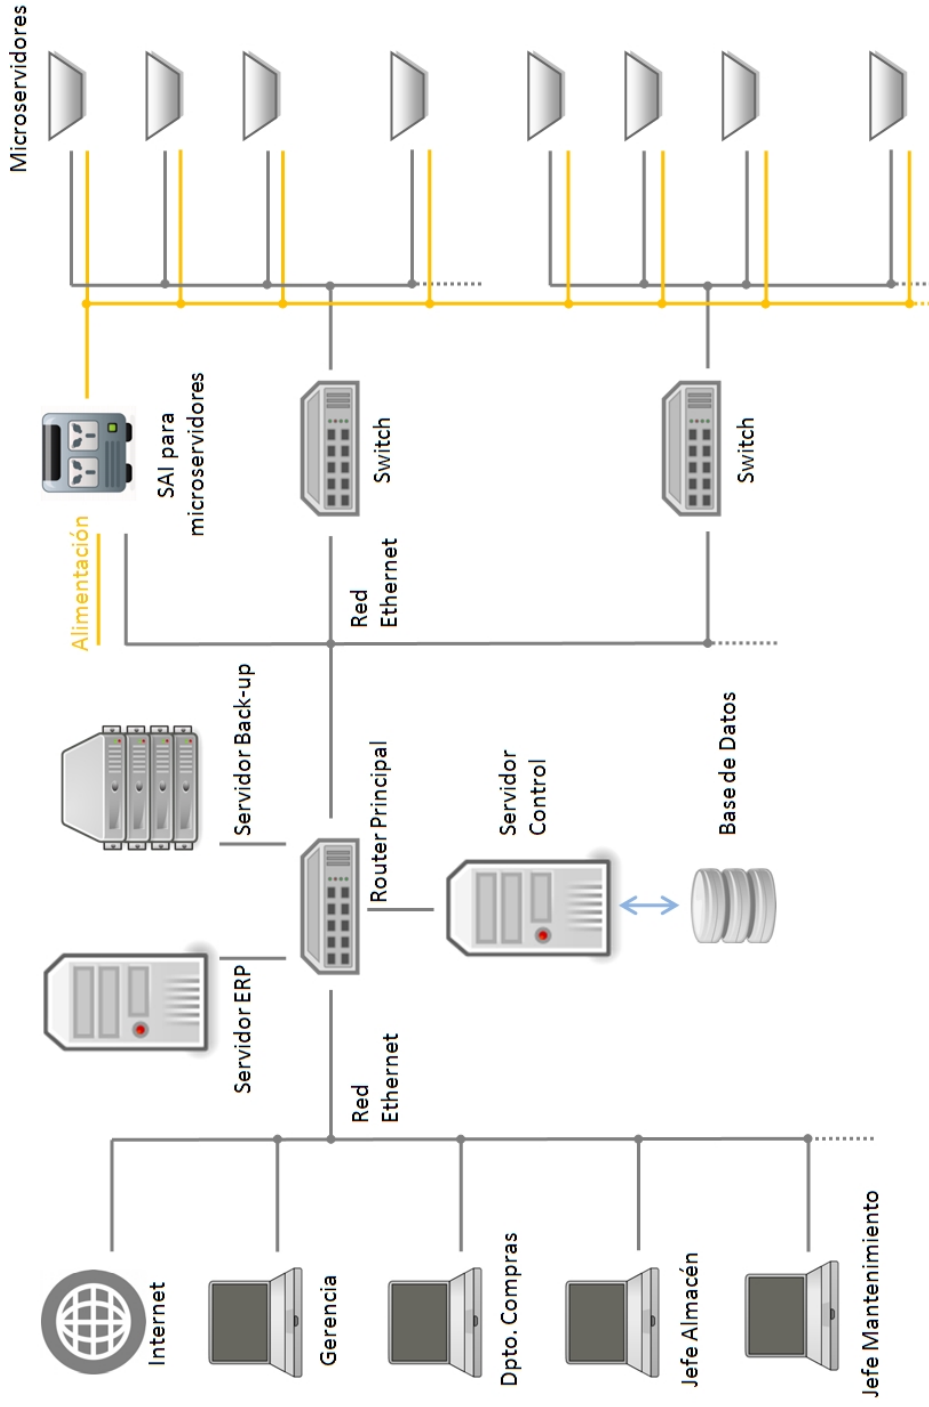 Internet
Gerencia
Dpto. Compras
Jefe Almacén
Jefe Mantenimiento
Red
Ethernet
Servidor ERP
Servidor Back-up
Router Principal
Servidor
Control
Base de Datos
Alimentación
Red
Ethernet
SAI para
microservidores
Switch
Switch
Microservidores